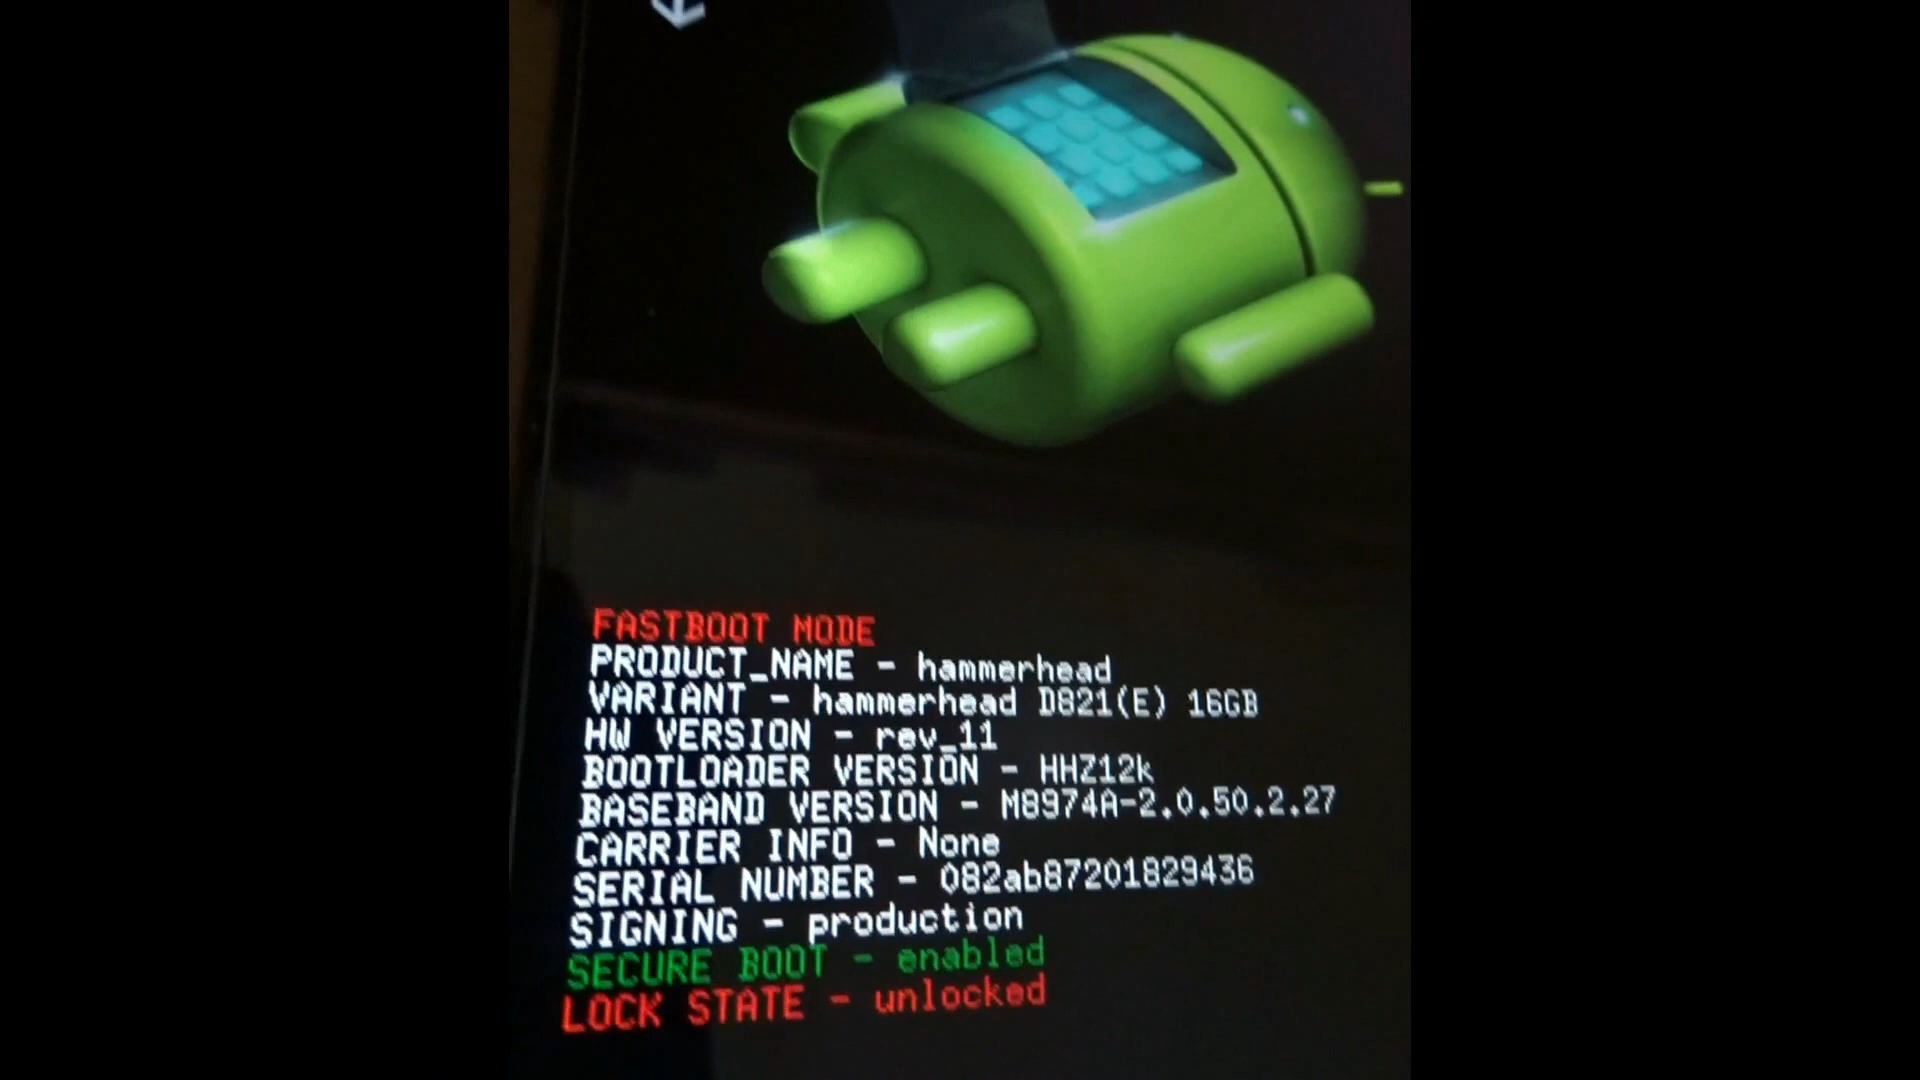 FASTBOOT MODE
PRODUCT_NAME - hammerhead
VARIANT - hammerhead D821(E) 16GB
HW VERSION - rev_11
BOOTLOADER VERSION - HHZ12k
BASEBAND VERSION - M8974A-2.0.50.2.27
CARRIER INFO - None
SERIAL NUMBER - 082ab87201829436
SIGNING - production
SECURE BOOT - enabled
LOCK STATE - unlocked